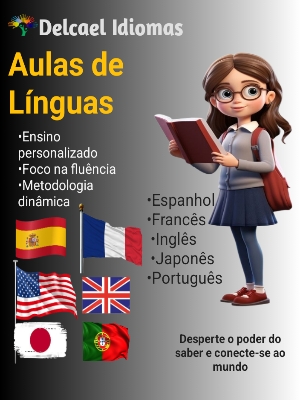 Delcael Idiomas
Aulas de
Línguas
•Ensino
personalizado
•Foco na fluência
•Metodologia
dinâmica
•Espanhol
•Francês
•Inglês
•Japonês
•Português
Desperte o poder do
saber e conecte-se ao
mundo